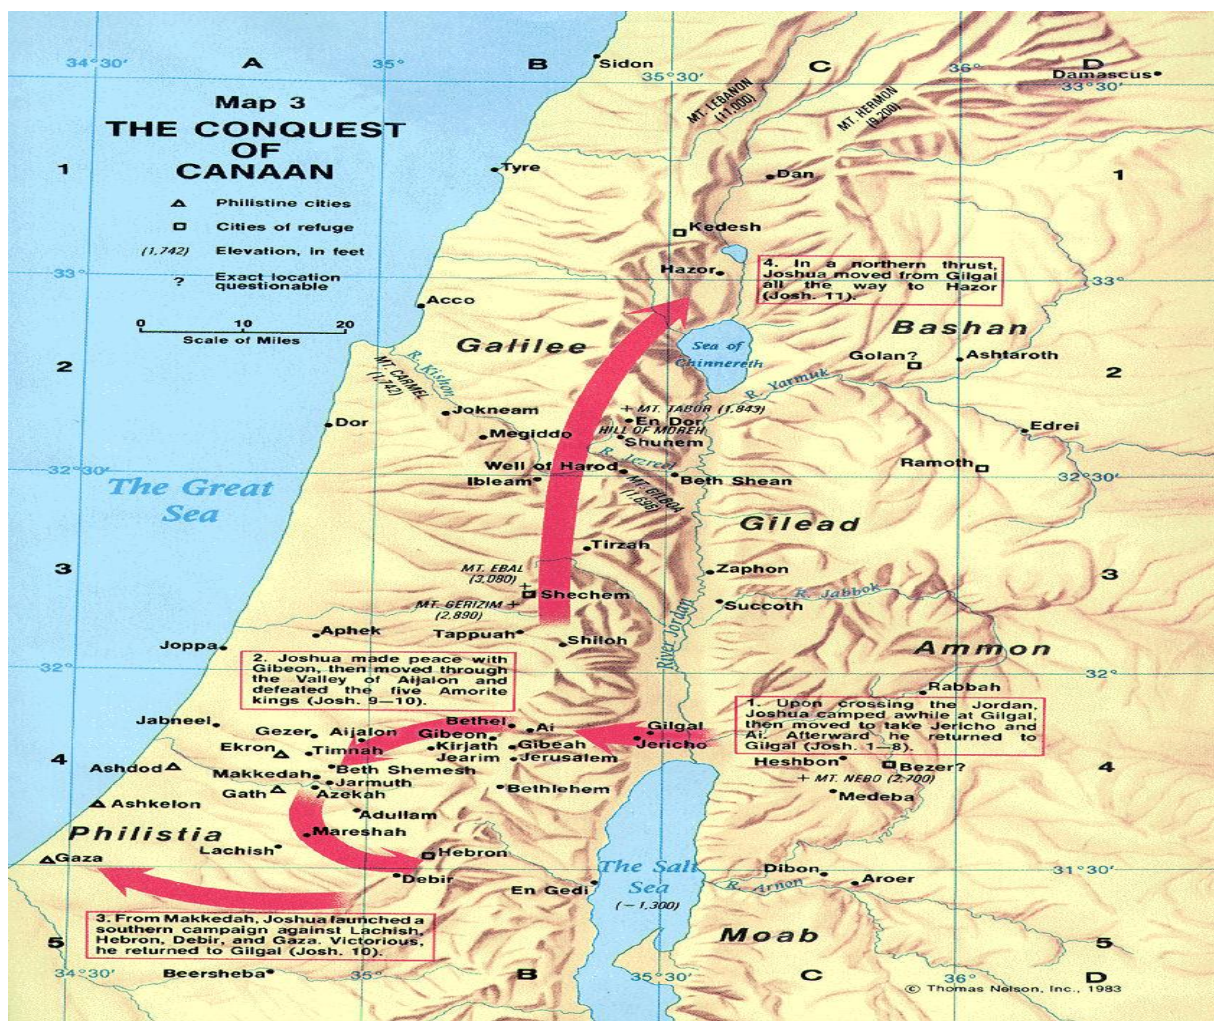 34°30′ A 35° B 35°30′ C 36° D
33°30′
Sidon
Damascus
Map 3
THE CONQUEST
OF
CANAAN
MT. LEBANON
(11,000)
MT. HERMON
(9,200)
1
Tyre
Dan
1
Philistine cities
Cities of refuge
(1,742) Elevation, in feet
? Exact location
questionable
Kedesh
33°
Hazor
4. In a northern thrust,
Joshua moved from Gilgal
all the way to Hazor
(Josh. 11).
33°
Acco
0 10 20
Scale of Miles
Galilee
Bashan
Sea of
Chinnereth
Golan?
Ashtaroth
2
R. Kishon
MT. CARMEL
(1,742)
R. Yarmuk
2
Jokneam
MT. TABOR (1,843)
En Dor
Dor
HILL OF MOREH
Megiddo
Shunem
Edrei
32°30′
Well of Harod
R. Jezreel
Ramoth
Ibleam
MT. GILBOA
(1,696)
Beth Shean
32°30′
The Great
Sea
Gilead
Tirzah
3
MT. EBAL
(3,080)
Zaphon
3
Shechem
R. Jabbok
MT. GERIZIM
(2,890)
Succoth
Aphek
Tappuah
Joppa
Shiloh
River Jordan
Ammon
32°
32°
2. Joshua made peace with
Gibeon, then moved through
the Valley of Aijalon and
defeated the five Amorite
kings (Josh. 9—10).
Rabbah
1. Upon crossing the Jordan,
Joshua camped awhile at Gilgal,
then moved to take Jericho and
Ai. Afterward he returned to
Gilgal (Josh. 1—8).
Jabneel
Bethel
Ai
Gilgal
Gezer
Aijalon
Gibeon
Jericho
Ekron
Timnah
Kirjath
Jearim
Gibeah
4
Jerusalem
Heshbon
Bezer?
4
Ashdod
Beth Shemesh
Makkedah
Jarmuth
MT. NEBO (2,700)
Gath
Azekah
Bethlehem
Medeba
Ashkelon
Adullam
Philistia
Mareshah
Lachish
Hebron
Gaza
The Salt
Sea
(−1,300)
Dibon
31°30′
Debir
En Gedi
R. Arnon
Aroer
3. From Makkedah, Joshua launched a
southern campaign against Lachish,
Hebron, Debir, and Gaza. Victorious,
he returned to Gilgal (Josh. 10).
5
Moab
5
34°30′
Beersheba
35°
B
35°30′
C
36°
D
© Thomas Nelson, Inc., 1983